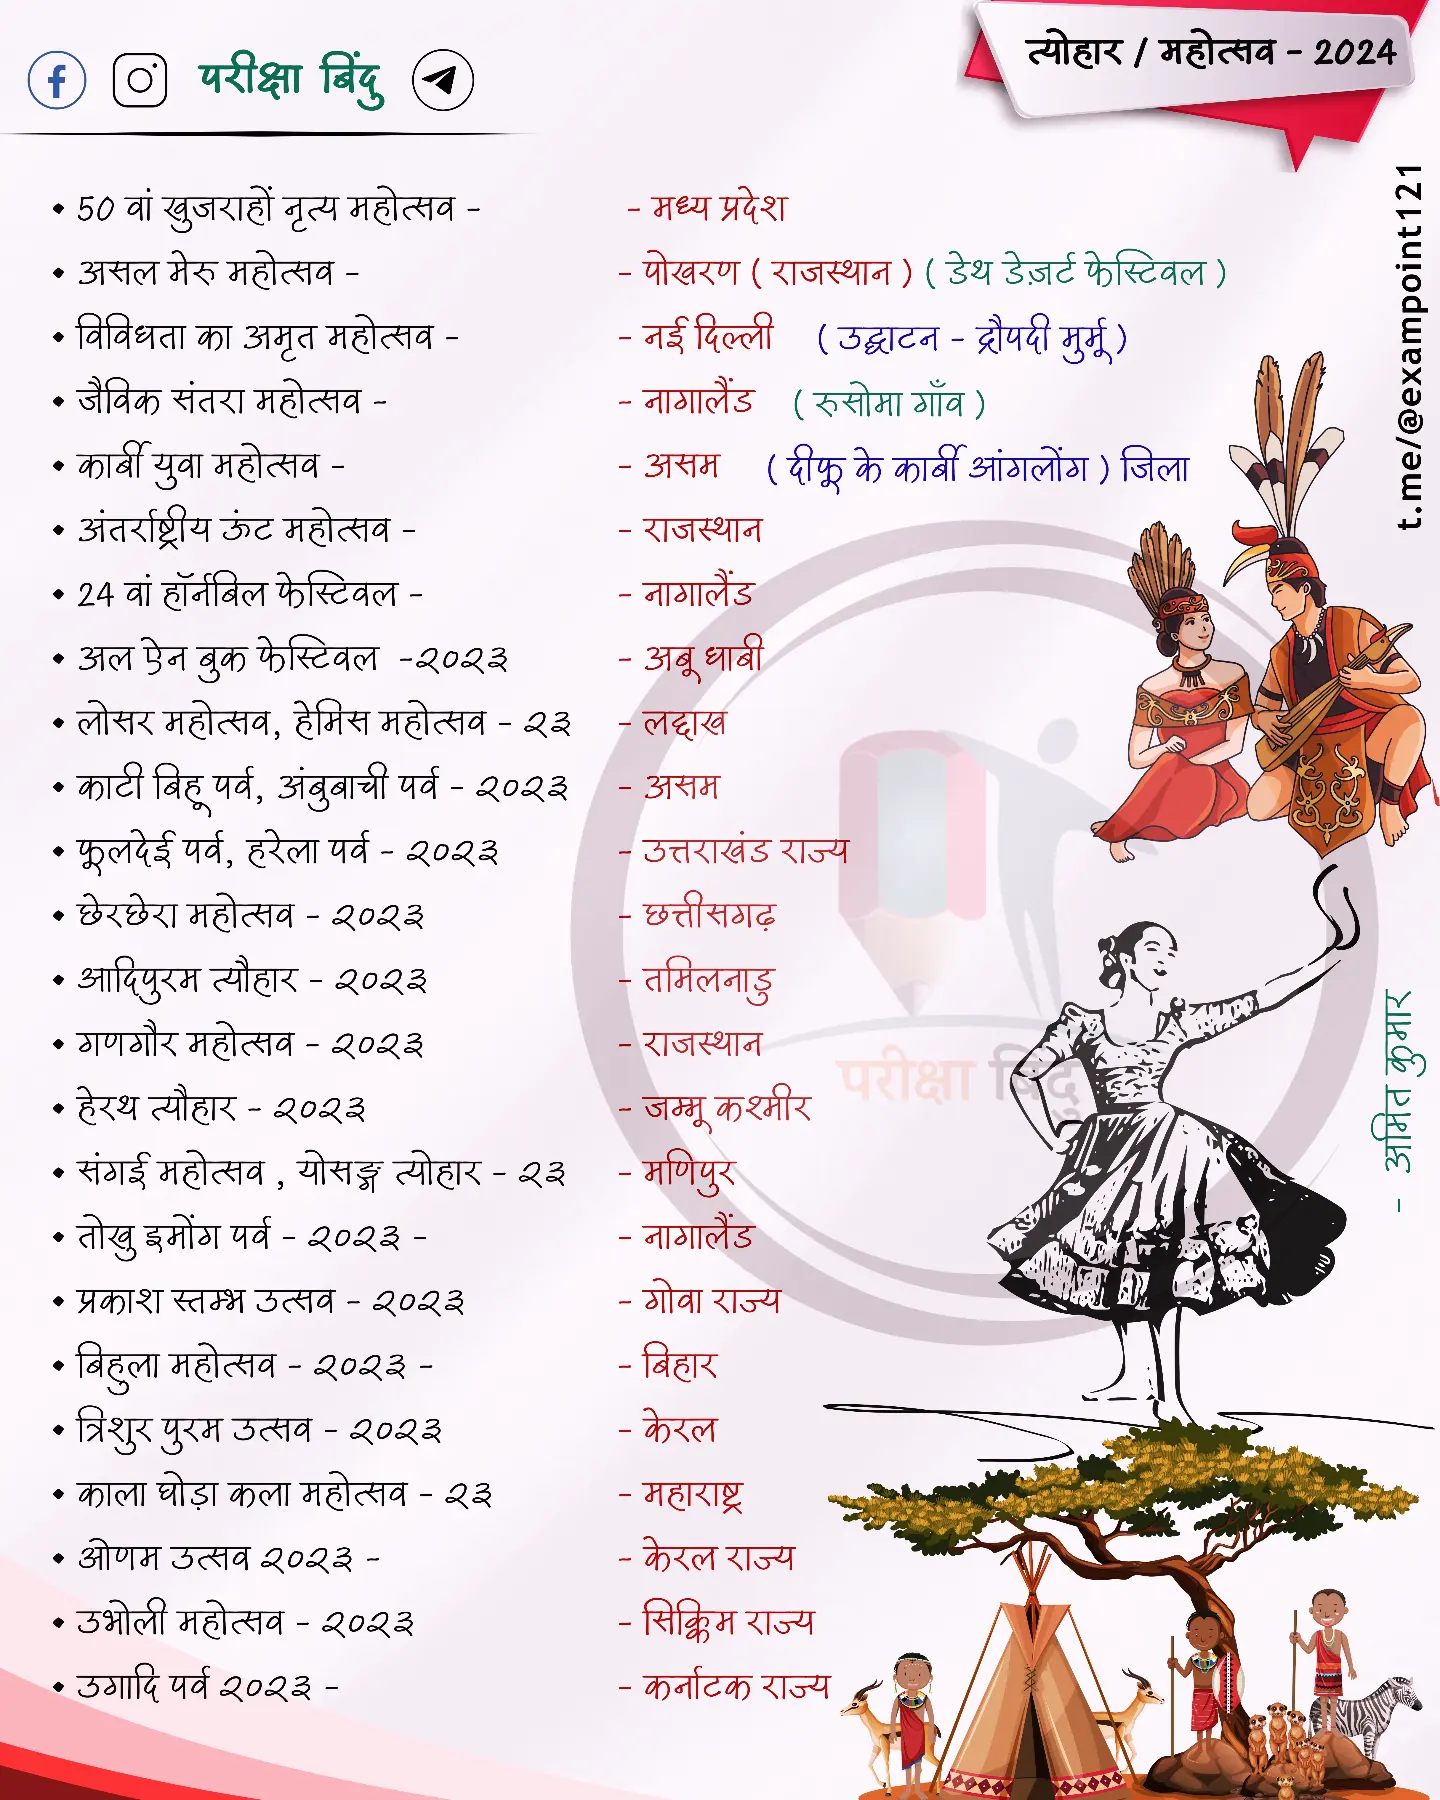 परीक्षा बिंदु
त्योहार / महोत्सव - 2024
• 50 वां खुजराहों नृत्य महोत्सव - - मध्य प्रदेश
• असल मेरु महोत्सव - - पोखरण ( राजस्थान ) ( डेथ डेज़र्ट फेस्टिवल )
• विविधता का अमृत महोत्सव - - नई दिल्ली ( उद्घाटन - द्रौपदी मुर्मू )
• जैविक संतरा महोत्सव - - नागालैंड ( रुसोमा गाँव )
• कार्बी युवा महोत्सव - - असम ( दीफू के कार्बी आंगलोंग ) जिला
• अंतर्राष्ट्रीय ऊंट महोत्सव - - राजस्थान
• 24 वां हॉर्नबिल फेस्टिवल - - नागालैंड
• अल ऐन बुक फेस्टिवल -२०२३ - अबू धाबी
• लोसर महोत्सव, हेमिस महोत्सव - २३ - लद्दाख
• काटी बिहू पर्व, अंबुबाची पर्व - २०२३ - असम
• फूलदेई पर्व, हरेला पर्व - २०२३ - उत्तराखंड राज्य
• छेरछेरा महोत्सव - २०२३ - छत्तीसगढ़
• आदिपुरम त्यौहार - २०२३ - तमिलनाडु
• गणगौर महोत्सव - २०२३ - राजस्थान
• हेरथ त्यौहार - २०२३ - जम्मू कश्मीर
• संगई महोत्सव , योसङ्ग त्योहार - २३ - मणिपुर
• तोखु इमोंग पर्व - २०२३ - - नागालैंड
• प्रकाश स्तम्भ उत्सव - २०२३ - गोवा राज्य
• बिहुला महोत्सव - २०२३ - - बिहार
• त्रिशुर पुरम उत्सव - २०२३ - केरल
• काला घोड़ा कला महोत्सव - २३ - महाराष्ट्र
• ओणम उत्सव २०२३ - - केरल राज्य
• उभोली महोत्सव - २०२३ - सिक्किम राज्य
• उगादि पर्व २०२३ - - कर्नाटक राज्य
t.me/@exampoint121
- अमित कुमार
परीक्षा बिंदु